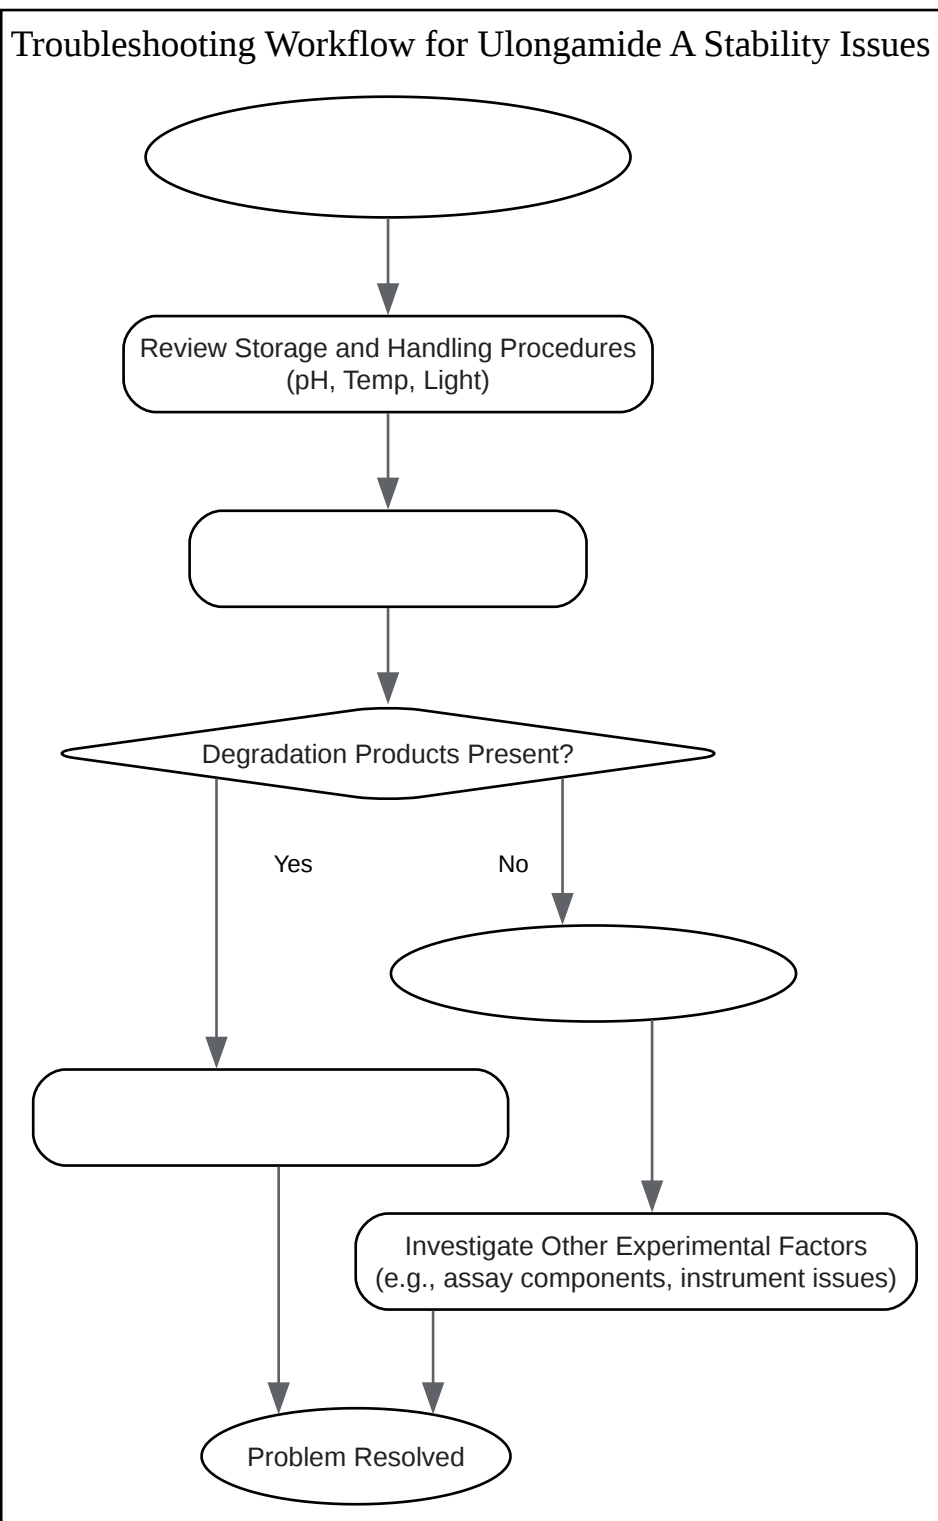 Troubleshooting Workflow for Ulongamide A Stability Issues
Review Storage and Handling Procedures
(pH, Temp, Light)
Degradation Products Present?
Yes
No
Investigate Other Experimental Factors
(e.g., assay components, instrument issues)
Problem Resolved